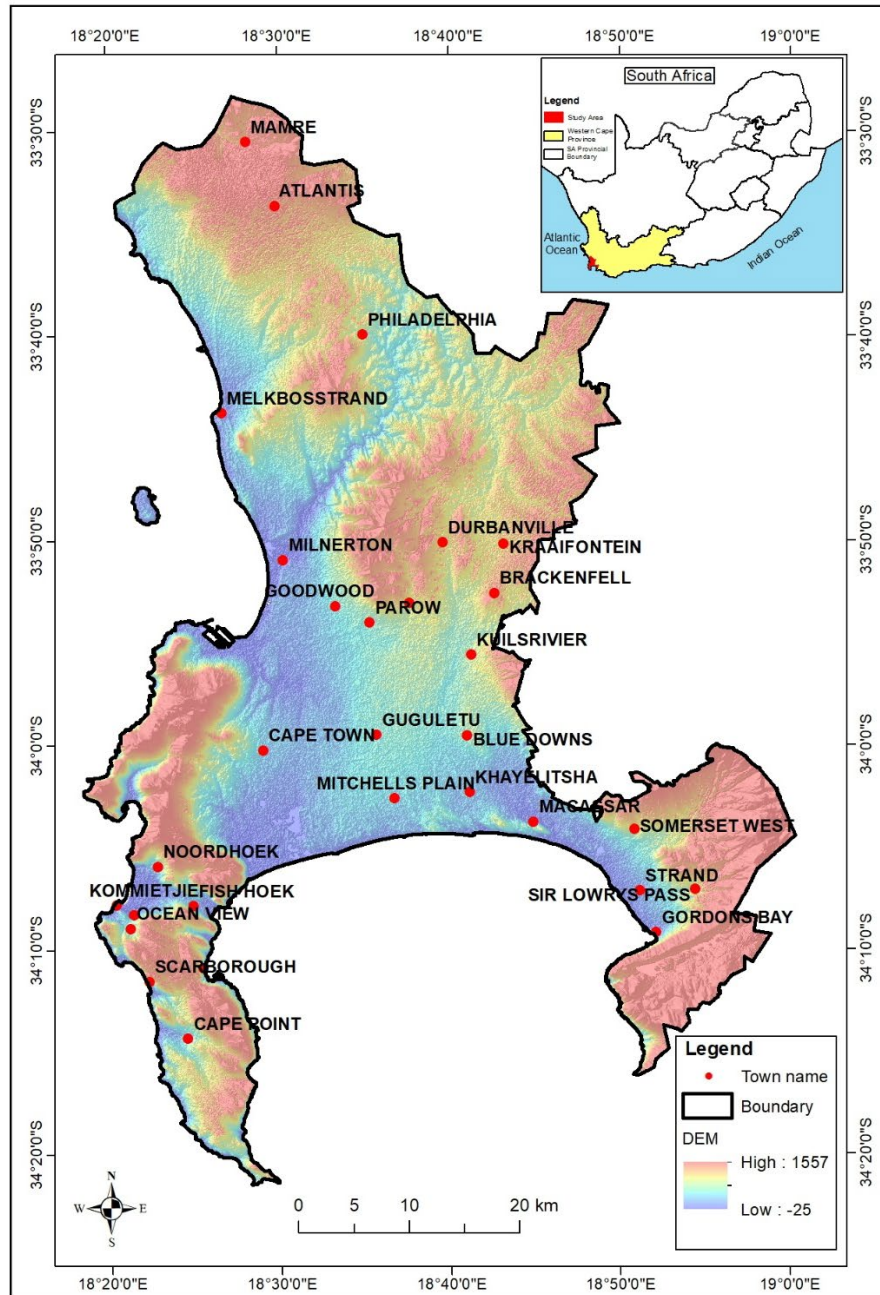 18°20'0"E 18°30'0"E 18°40'0"E 18°50'0"E 19°0'0"E
South Africa
Legend
Study Area
Western Cape
Province
SA Provincial
Boundary
Atlantic
Ocean
Indian Ocean
33°30'0"S
33°30'0"S
MAMRE
ATLANTIS
PHILADELPHIA
33°40'0"S
33°40'0"S
MELKBOSSTRAND
DURBANVILLE
33°50'0"S
33°50'0"S
KRAAIFONTEIN
MILNERTON
BRACKENFELL
GOODWOOD
PAROW
KUILSRIVIER
GUGULETU
CAPE TOWN
BLUE DOWNS
34°0'0"S
34°0'0"S
KHAYELITSHA
MITCHELLS PLAIN
MACASSAR
SOMERSET WEST
NOORDHOEK
STRAND
KOMMIETJIE
FISH HOEK
SIR LOWRYS PASS
OCEAN VIEW
GORDONS BAY
34°10'0"S
34°10'0"S
SCARBOROUGH
CAPE POINT
Legend
Town name
Boundary
DEM
High : 1557
Low : -25
34°20'0"S
34°20'0"S
N
W E
S
0 5 10 20 km
18°20'0"E 18°30'0"E 18°40'0"E 18°50'0"E 19°0'0"E